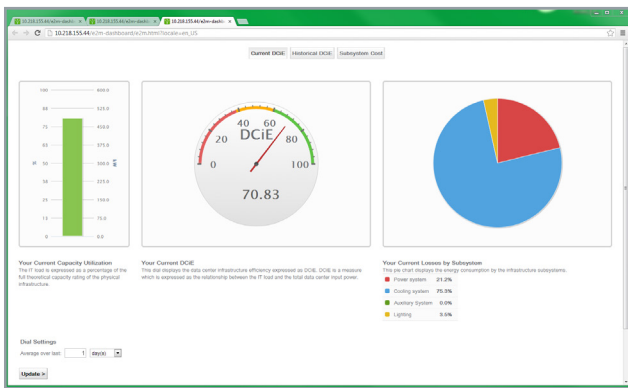 10.218.155.44/e2m-dashb
10.218.155.44/e2m-dashb
10.218.155.44/e2m-dashb
10.218.155.44/e2m-dashboard/e2m.html?locale=en_US
Current DCiE Historical DCiE Subsystem Cost
100 600.0
88 525.0
75 450.0
63 375.0
% 50 300.0 kW
38 225.0
25 150.0
13 75.0
0 0.0
0 20 40 60 80 100
DCiE
70.83
Your Current Capacity Utilization
The IT load is expressed as a percentage of the
full theoretical capacity rating of the physical
infrastructure.
Your Current DCiE
This dial displays the data center infrastructure efficiency expressed as DCiE. DCiE is a measure
which is expressed as the relationship between the IT load and the total data center input power.
Your Current Losses by Subsystem
This pie chart displays the energy consumption by the infrastructure subsystems.
Power system 21.2%
Cooling system 75.3%
Auxiliary System 0.0%
Lighting 3.5%
Dial Settings
Average over last: 1 day(s)
Update >